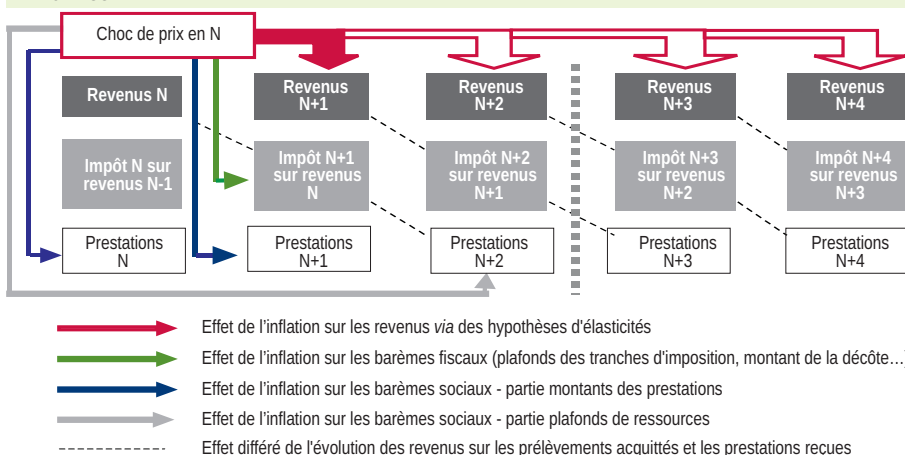 Choc de prix en N
Revenus N
Revenus
N+1
Revenus
N+2
Revenus
N+3
Revenus
N+4
Impôt N sur
revenus N-1
Impôt N+1
sur revenus
N
Impôt N+2
sur revenus
N+1
Impôt N+3
sur revenus
N+2
Impôt N+4
sur revenus
N+3
Prestations
N
Prestations
N+1
Prestations
N+2
Prestations
N+3
Prestations
N+4
Effet de l'inflation sur les revenus via des hypothèses d'élasticités
Effet de l'inflation sur les barèmes fiscaux (plafonds des tranches d'imposition, montant de la décôte…)
Effet de l'inflation sur les barèmes sociaux - partie montants des prestations
Effet de l'inflation sur les barèmes sociaux - partie plafonds de ressources
Effet différé de l'évolution des revenus sur les prélèvements acquittés et les prestations reçues